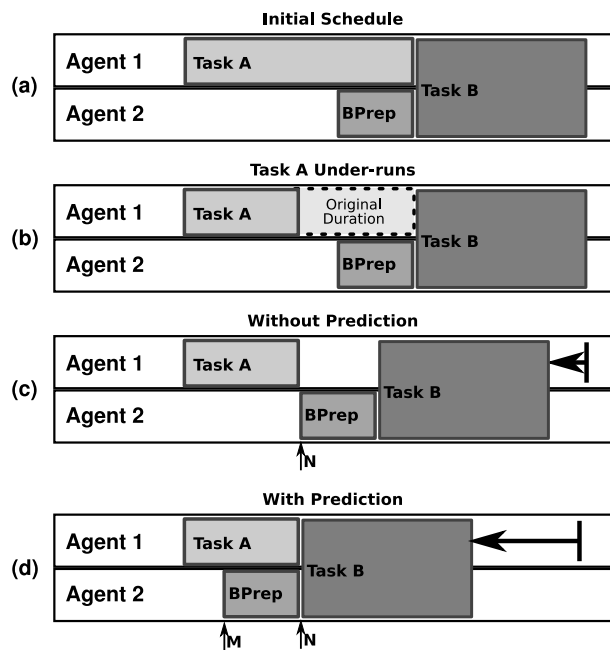 Initial Schedule
(a)
Agent 1
Task A
Agent 2
BPrep
Task B
Task A Under-runs
(b)
Agent 1
Task A
Original
Duration
Agent 2
BPrep
Task B
Without Prediction
(c)
Agent 1
Task A
Agent 2
BPrep
Task B
N
With Prediction
(d)
Agent 1
Task A
Agent 2
BPrep
Task B
M
N